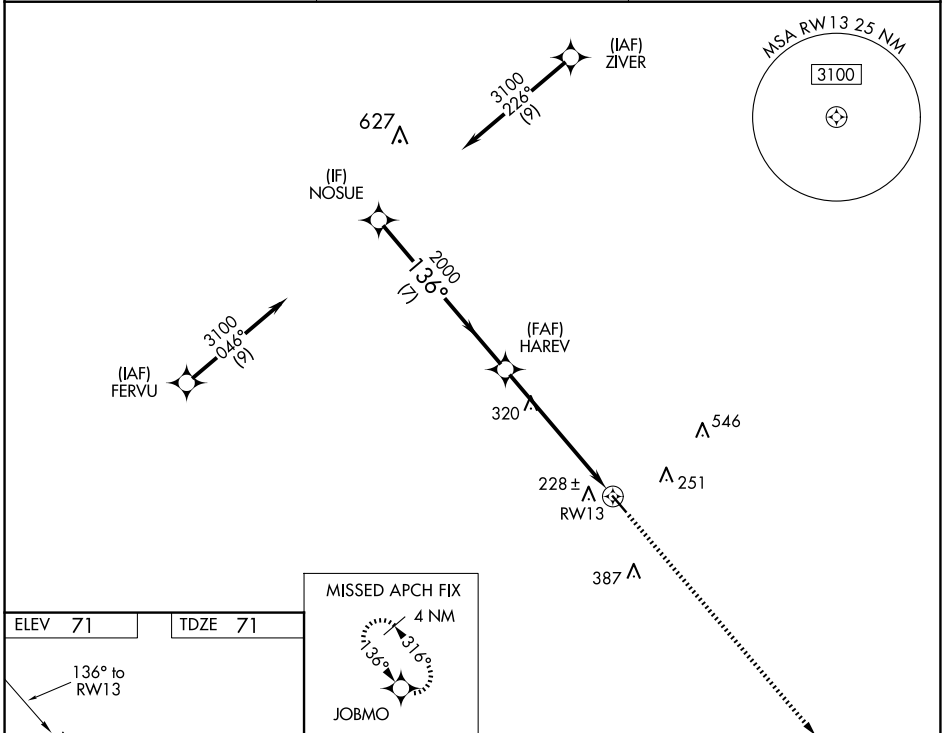 MSA RW13 25 NM
3100
(IAF)
ZIVER
3100
226°
(9)
627
(IF)
NOSUE
2000
136°
(7)
(FAF)
HAREV
3100
046°
(9)
(IAF)
FERVU
320
546
251
228 ±
RW13
387
MISSED APCH FIX
4 NM
136°
316°
JOBMO
ELEV 71
TDZE 71
136° to
RW13